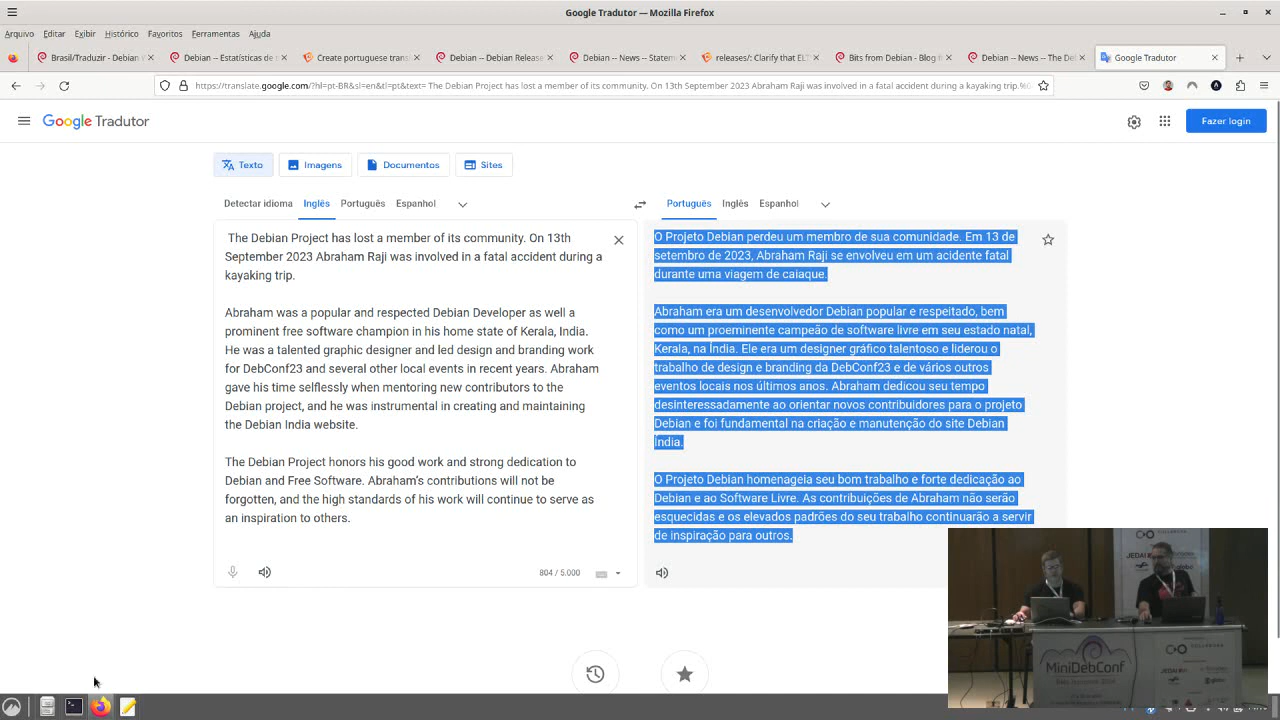 Google Tradutor — Mozilla Firefox
Arquivo Editar Exibir Histórico Favoritos Ferramentas Ajuda
Brasil/Traduzir - Debian
Debian -- Estatísticas de
Create portuguese
Debian -- Debian Releas
Debian -- News -- Statem
releases/: Clarify that ELT
Bits from Debian - Blog
Debian -- News -- The De
Google Tradutor
https://translate.google.com/?hl=pt-BR&sl=en&tl=pt&text= The Debian Project has lost a member of its community. On 13th September 2023 Abraham Raji was involved in a fatal accident during a kayaking trip.
Google Tradutor
Fazer login
Texto
Imagens
Documentos
Sites
Detectar idioma Inglês Português Espanhol
Português Inglês Espanhol
The Debian Project has lost a member of its community. On 13th
September 2023 Abraham Raji was involved in a fatal accident during a
kayaking trip.
Abraham was a popular and respected Debian Developer as well a
prominent free software champion in his home state of Kerala, India.
He was a talented graphic designer and led design and branding work
for DebConf23 and several other local events in recent years. Abraham
gave his time selflessly when mentoring new contributors to the
Debian project, and he was instrumental in creating and maintaining
the Debian India website.
The Debian Project honors his good work and strong dedication to
Debian and Free Software. Abraham's contributions will not be
forgotten, and the high standards of his work will continue to serve as
an inspiration to others.
804 / 5.000
O Projeto Debian perdeu um membro de sua comunidade. Em 13 de
setembro de 2023, Abraham Raji se envolveu em um acidente fatal
durante uma viagem de caiaque.
Abraham era um desenvolvedor Debian popular e respeitado, bem
como um proeminente campeão de software livre em seu estado natal,
Kerala, na Índia. Ele era um designer gráfico talentoso e liderou o
trabalho de design e branding da DebConf23 e de vários outros
eventos locais nos últimos anos. Abraham dedicou seu tempo
desinteressadamente ao orientar novos contribuidores para o projeto
Debian e foi fundamental na criação e manutenção do site Debian
Índia.
O Projeto Debian homenageia seu bom trabalho e forte dedicação ao
Debian e ao Software Livre. As contribuições de Abraham não serão
esquecidas e os elevados padrões do seu trabalho continuarão a servir
de inspiração para outros.
MiniDebConf
Belo Horizonte 2024